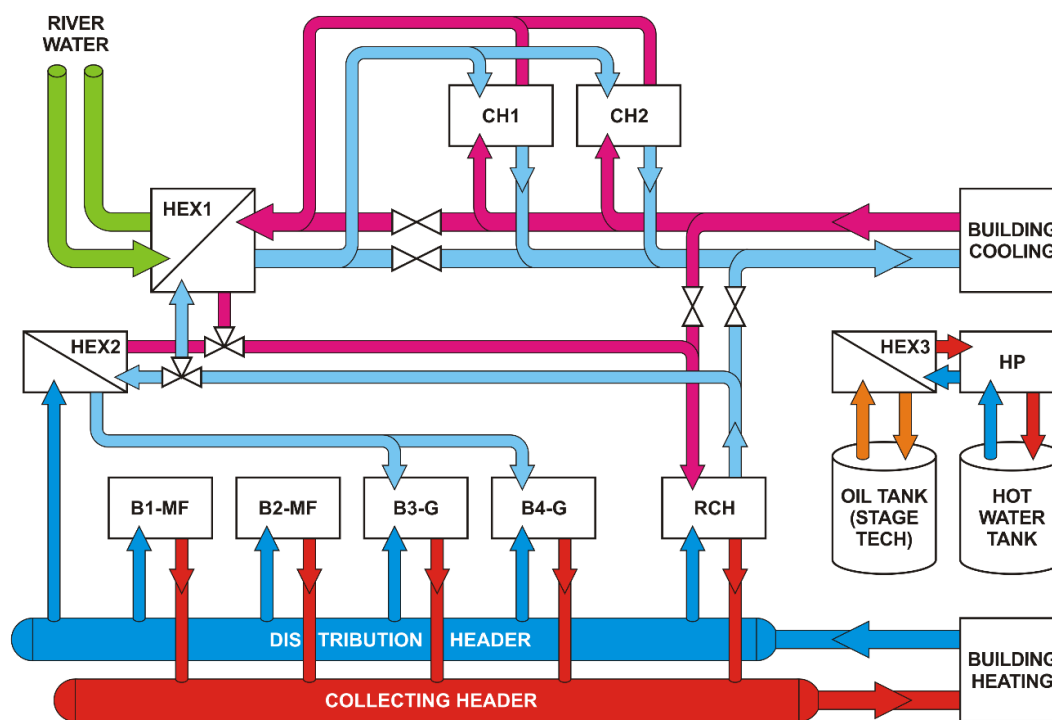 RIVER
WATER
CH1
CH2
HEX1
BUILDING
COOLING
HEX2
HEX3
HP
B1-MF
B2-MF
B3-G
B4-G
RCH
OIL TANK
(STAGE
TECH)
HOT
WATER
TANK
DISTRIBUTION HEADER
BUILDING
HEATING
COLLECTING HEADER